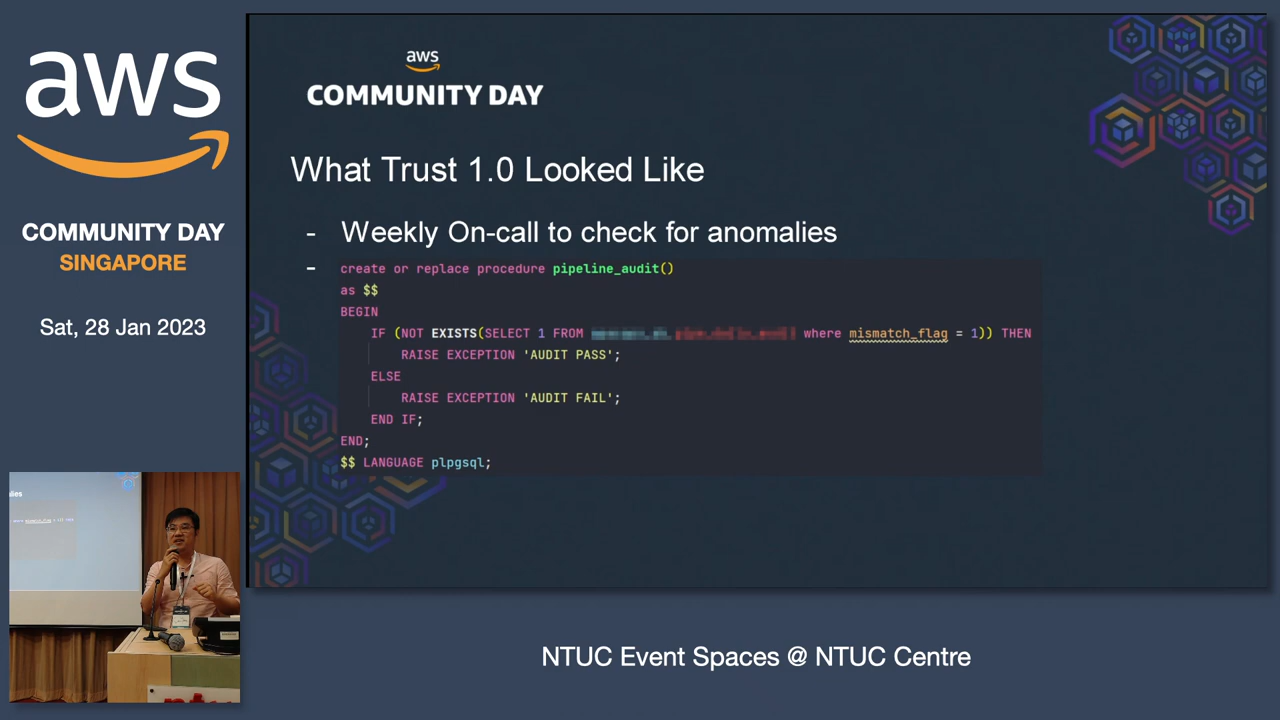 aws
COMMUNITY DAY
SINGAPORE
Sat, 28 Jan 2023
aws
COMMUNITY DAY
What Trust 1.0 Looked Like
- Weekly On-call to check for anomalies
-
create or replace procedure pipeline_audit()
as $$
BEGIN
IF (NOT EXISTS(SELECT 1 FROM where mismatch_flag = 1)) THEN
RAISE EXCEPTION 'AUDIT PASS';
ELSE
RAISE EXCEPTION 'AUDIT FAIL';
END IF;
END;
$$ LANGUAGE plpgsql;
NTUC Event Spaces @ NTUC Centre